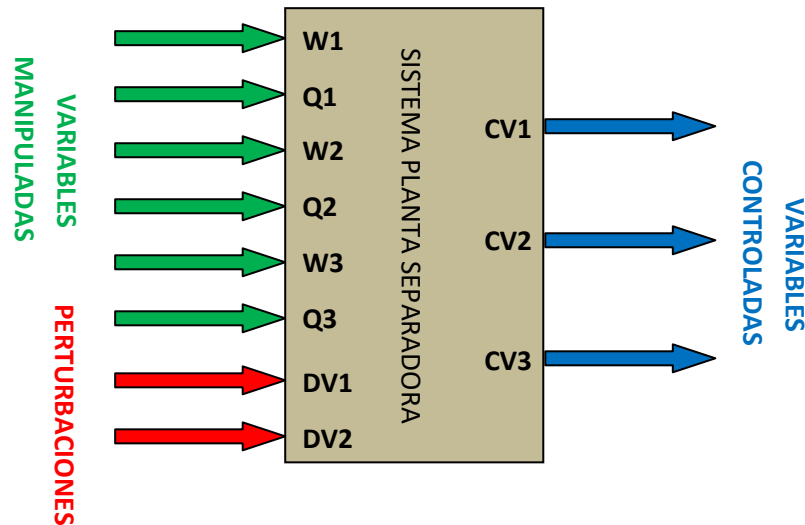 VARIABLES
MANIPULADAS
PERTURBACIONES
W1
Q1
W2
Q2
W3
Q3
DV1
DV2
SISTEMA PLANTA SEPARADORA
CV1
CV2
CV3
VARIABLES
CONTROLADAS